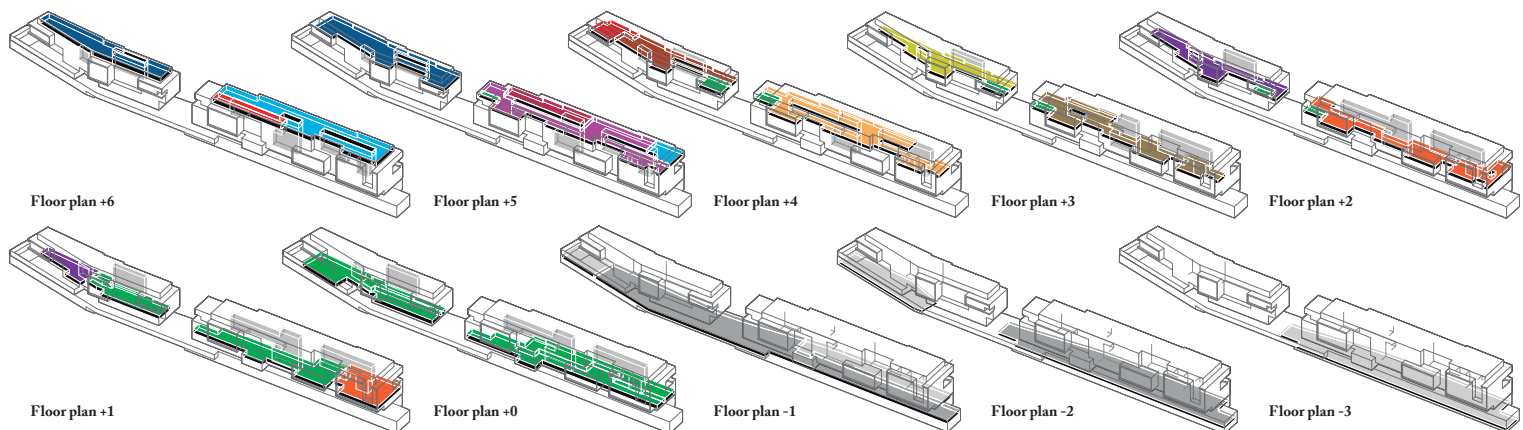 Floor plan +6
Floor plan +5
Floor plan +4
Floor plan +3
Floor plan +2
Floor plan +1
Floor plan +0
Floor plan -1
Floor plan -2
Floor plan -3